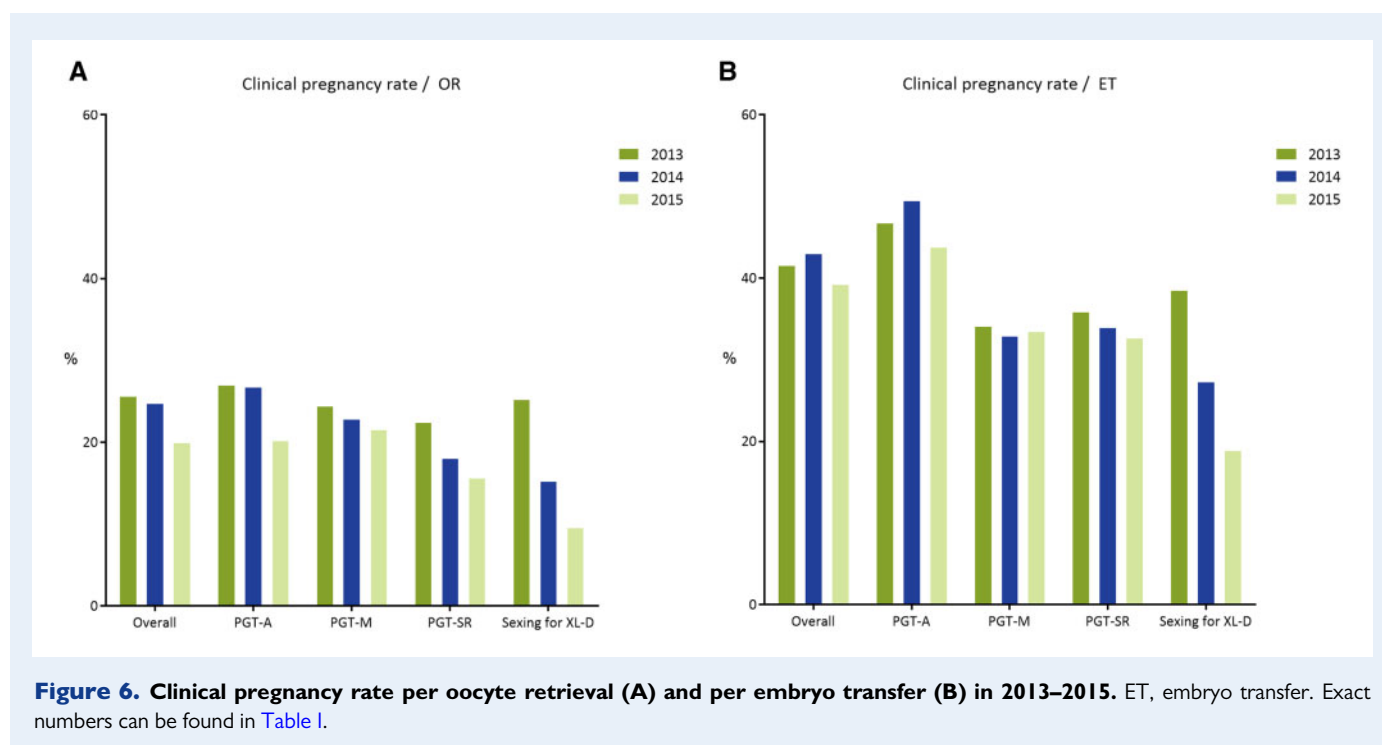 A
Clinical pregnancy rate / OR
60
40
%
20
0
2013
2014
2015
Overall
PGT-A
PGT-M
PGT-SR
Sexing for XL-D
B
Clinical pregnancy rate / ET
60
40
%
20
0
2013
2014
2015
Overall
PGT-A
PGT-M
PGT-SR
Sexing for XL-D
Figure 6. Clinical pregnancy rate per oocyte retrieval (A) and per embryo transfer (B) in 2013–2015. ET, embryo transfer. Exact
numbers can be found in Table I.